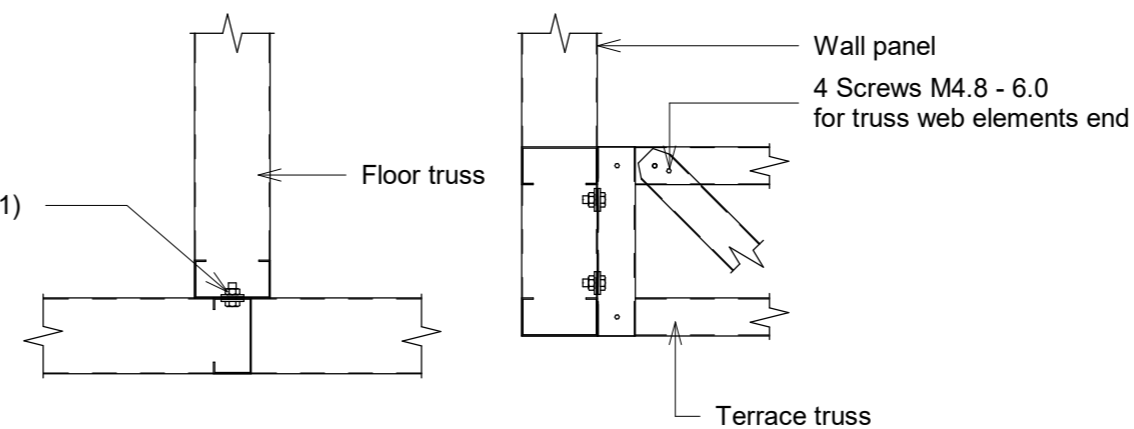 Wall panel
4 Screws M4.8 - 6.0
for truss web elements end
Floor truss
1)
Terrace truss